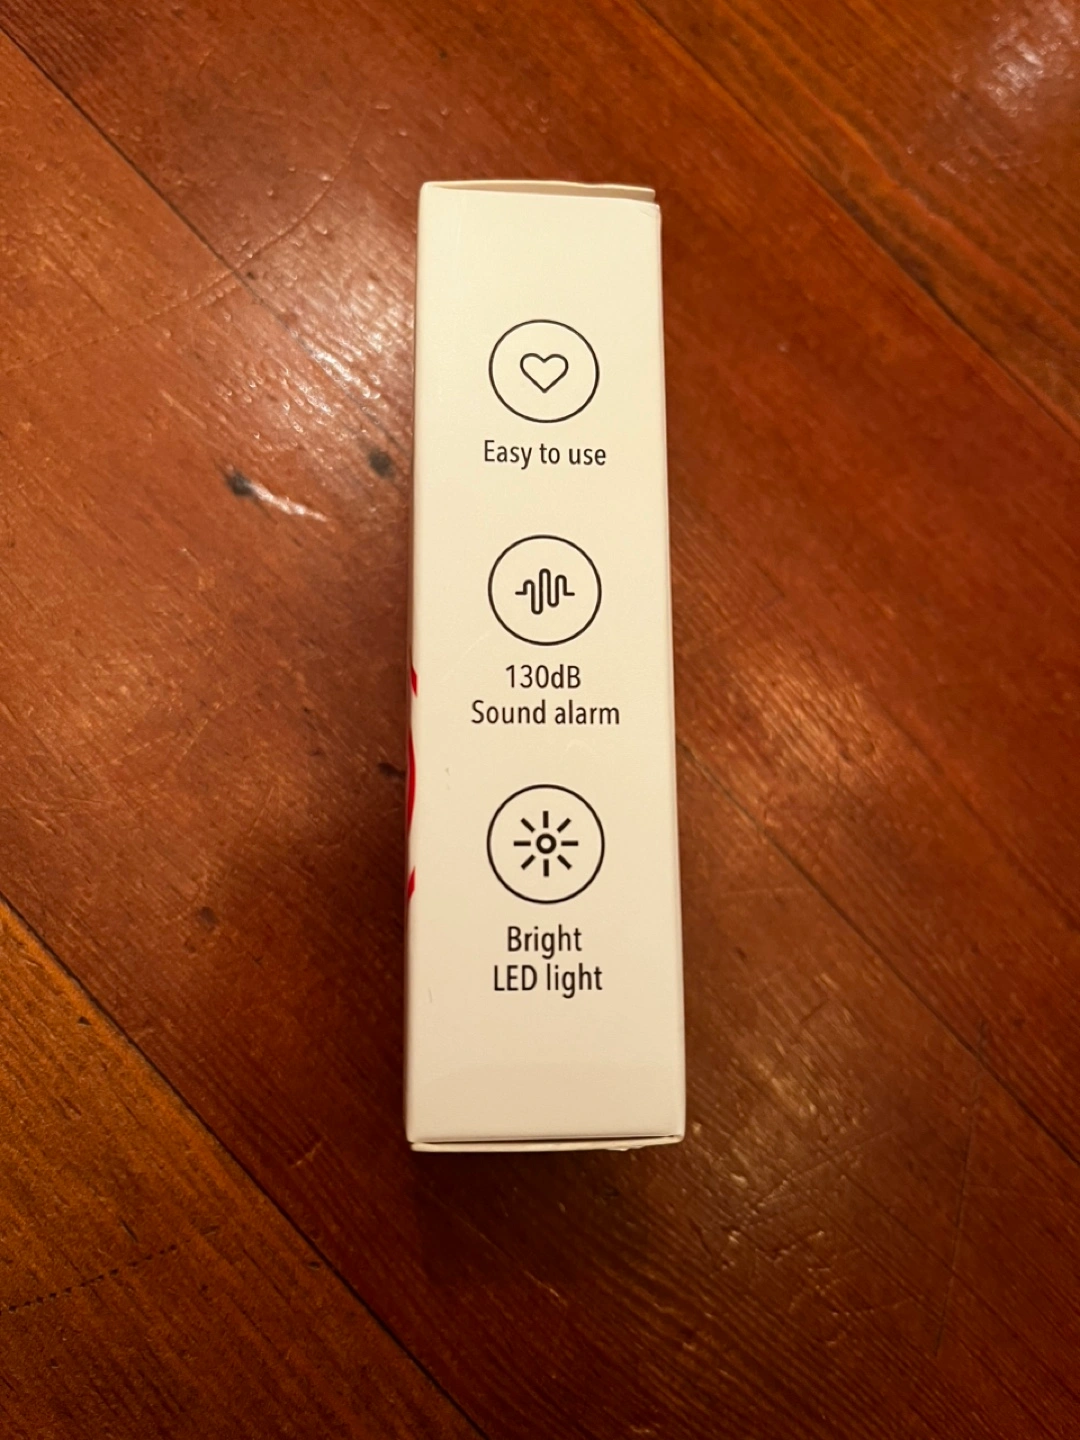 Easy to use
130dB
Sound alarm
Bright
LED light